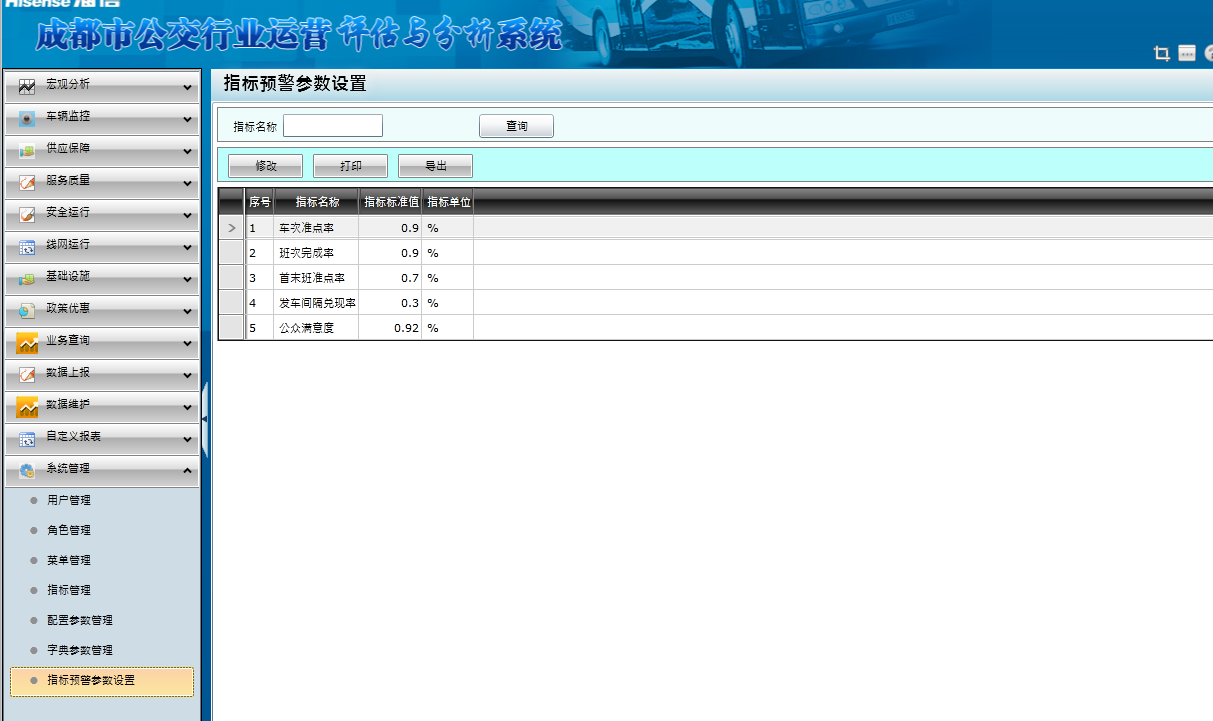 Hisense 海信
成都市公交行业运营评估与分析系统
宏观分析
车辆监控
供应保障
服务质量
安全运行
线网运行
基础设施
政策优惠
业务查询
数据上报
数据维护
自定义报表
系统管理
用户管理
角色管理
菜单管理
指标管理
配置参数管理
字典参数管理
指标预警参数设置
指标预警参数设置
指标名称 查询
修改 打印 导出
序号 指标名称 指标标准值 指标单位
> 1 车次准点率 0.9 %
2 班次完成率 0.9 %
3 首末班准点率 0.7 %
4 发车间隔兑现率 0.3 %
5 公众满意度 0.92 %